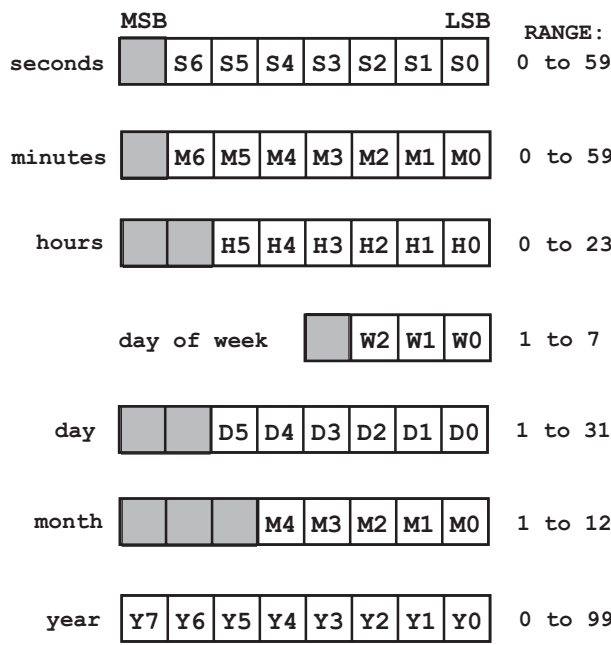 MSB LSB RANGE:
seconds S6 S5 S4 S3 S2 S1 S0 0 to 59
minutes M6 M5 M4 M3 M2 M1 M0 0 to 59
hours H5 H4 H3 H2 H1 H0 0 to 23
day of week W2 W1 W0 1 to 7
day D5 D4 D3 D2 D1 D0 1 to 31
month M4 M3 M2 M1 M0 1 to 12
year Y7 Y6 Y5 Y4 Y3 Y2 Y1 Y0 0 to 99